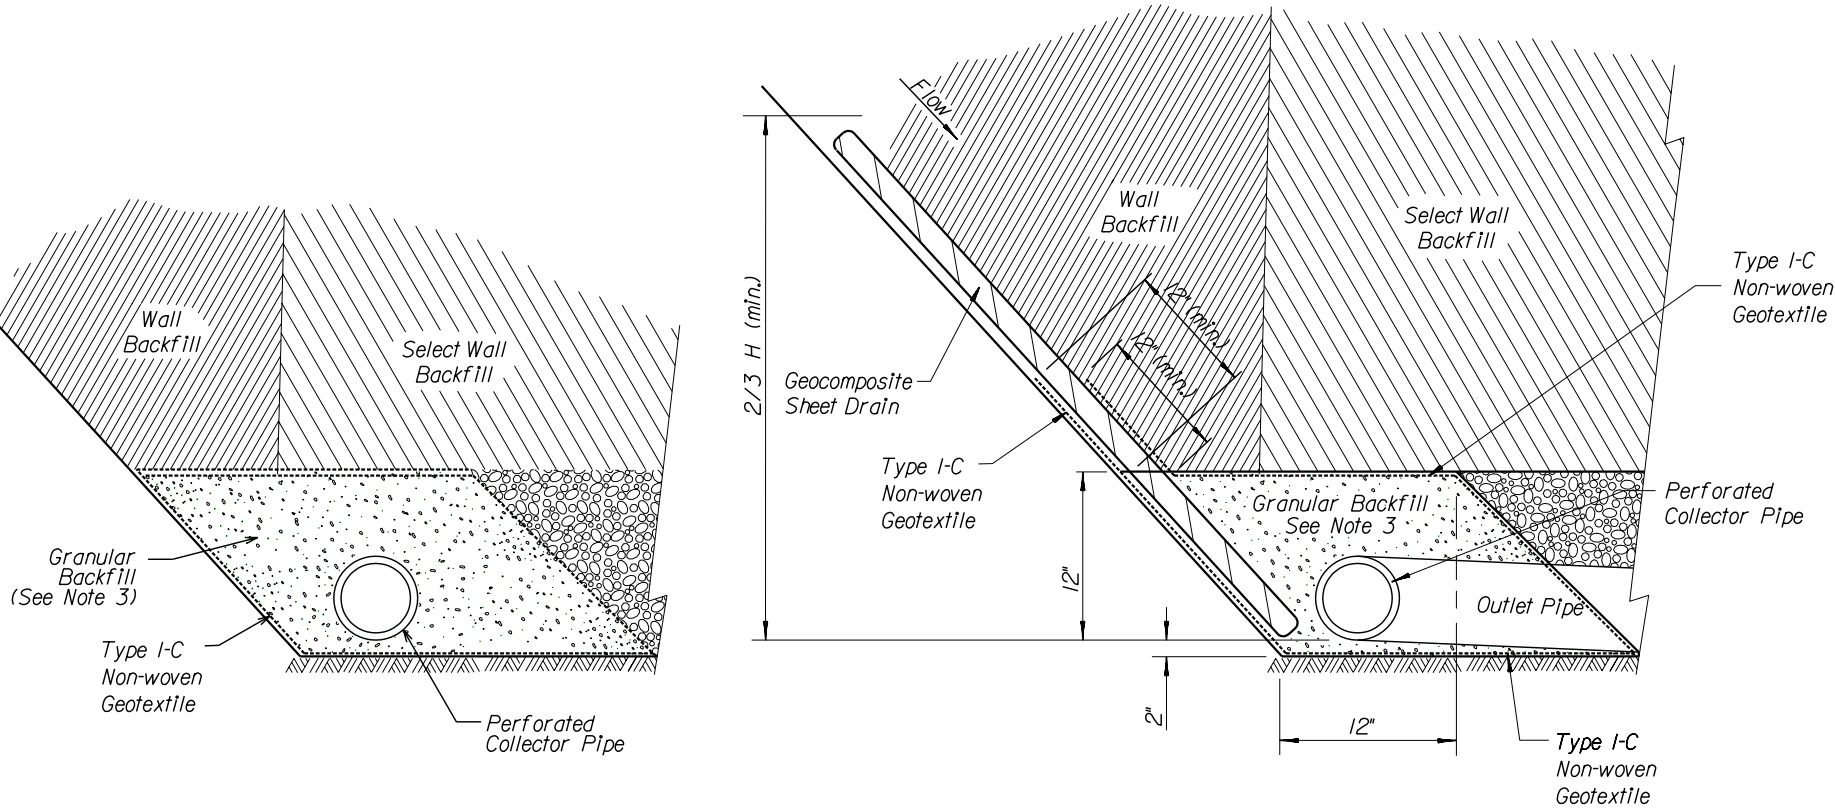 Wall
Backfill
Select Wall
Backfill
Granular
Backfill
(See Note 3)
Type I-C
Non-woven
Geotextile
Perforated
Collector Pipe
Flow
Wall
Backfill
Select Wall
Backfill
Type I-C
Non-woven
Geotextile
2/3 H (min.)
12" (min.)
12" (min.)
Geocomposite
Sheet Drain
Type I-C
Non-woven
Geotextile
Granular Backfill
See Note 3
Perforated
Collector Pipe
12"
Outlet Pipe
2"
12"
Type I-C
Non-woven
Geotextile